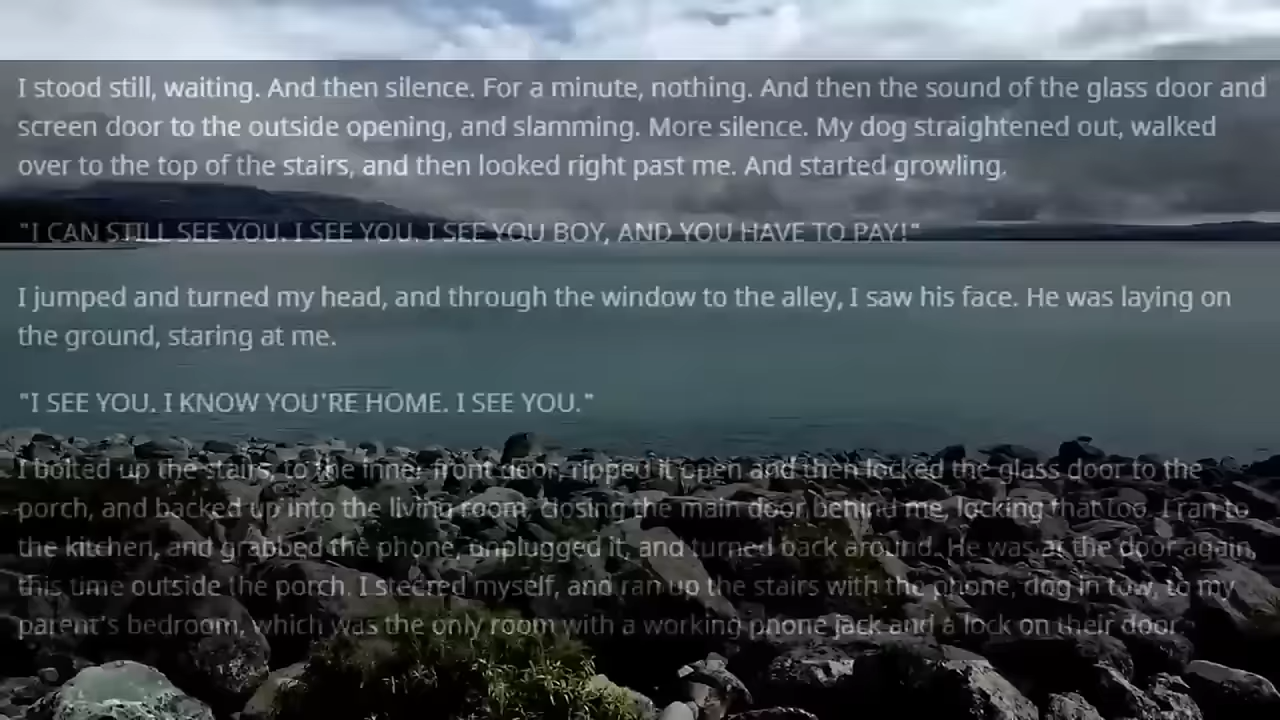 I stood still, waiting. And then silence. For a minute, nothing. And then the sound of the glass door and
screen door to the outside opening, and slamming. More silence. My dog straightened out, walked
over to the top of the stairs, and then looked right past me. And started growling.
"I CAN STILL SEE YOU. I SEE YOU. I SEE YOU BOY, AND YOU HAVE TO PAY!"
I jumped and turned my head, and through the window to the alley, I saw his face. He was laying on
the ground, staring at me.
"I SEE YOU. I KNOW YOU'RE HOME. I SEE YOU."
I bolted up the stairs, to the inner front door, ripped it open and then locked the glass door to the
porch, and backed up into the living room, closing the main door behind me, locking that too. I ran to
the kitchen, and grabbed the phone, unplugged it, and turned back around. He was at the door again,
this time outside the porch. I steered myself, and ran up the stairs with the phone, dog in tow, to my
parent's bedroom, which was the only room with a working phone jack and a lock on their door.